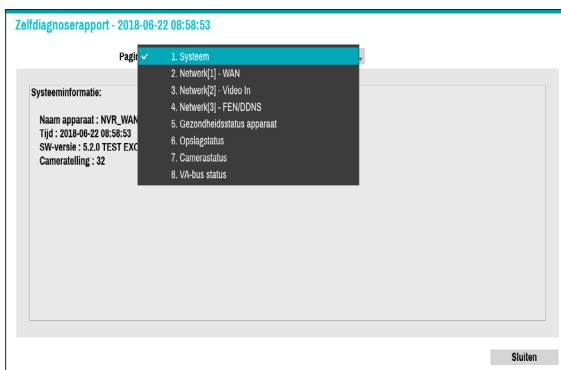 Zelfdiagnoserapport - 2018-06-22 08:58:53
Pagin
✓ 1. Systeem
2. Netwerk[1] - WAN
3. Netwerk[2] - Video In
4. Netwerk[3] - FEN/DDNS
5. Gezondheidsstatus apparaat
6. Opslagstatus
7. Camerastatus
8. VA-bus status
Systeeminformatie:
Naam apparaat : NVR_WAN
Tijd : 2018-06-22 08:58:53
SW-versie : 5.2.0 TEST EXC
Cameratelling : 32
Sluiten